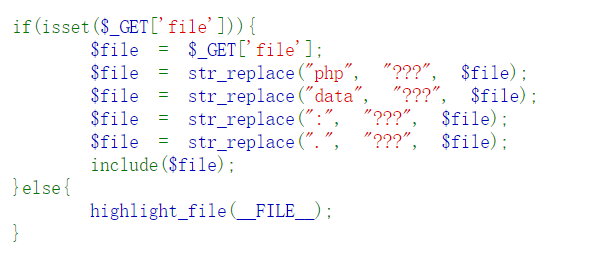 if(isset($_GET['file'])){
        $file  =  $_GET['file'];
        $file  =  str_replace("php",  "???",  $file);
        $file  =  str_replace("data",  "???",  $file);
        $file  =  str_replace(":",  "???",  $file);
        $file  =  str_replace(".",  "???",  $file);
        include($file);
}else{
        highlight_file(__FILE__);
}